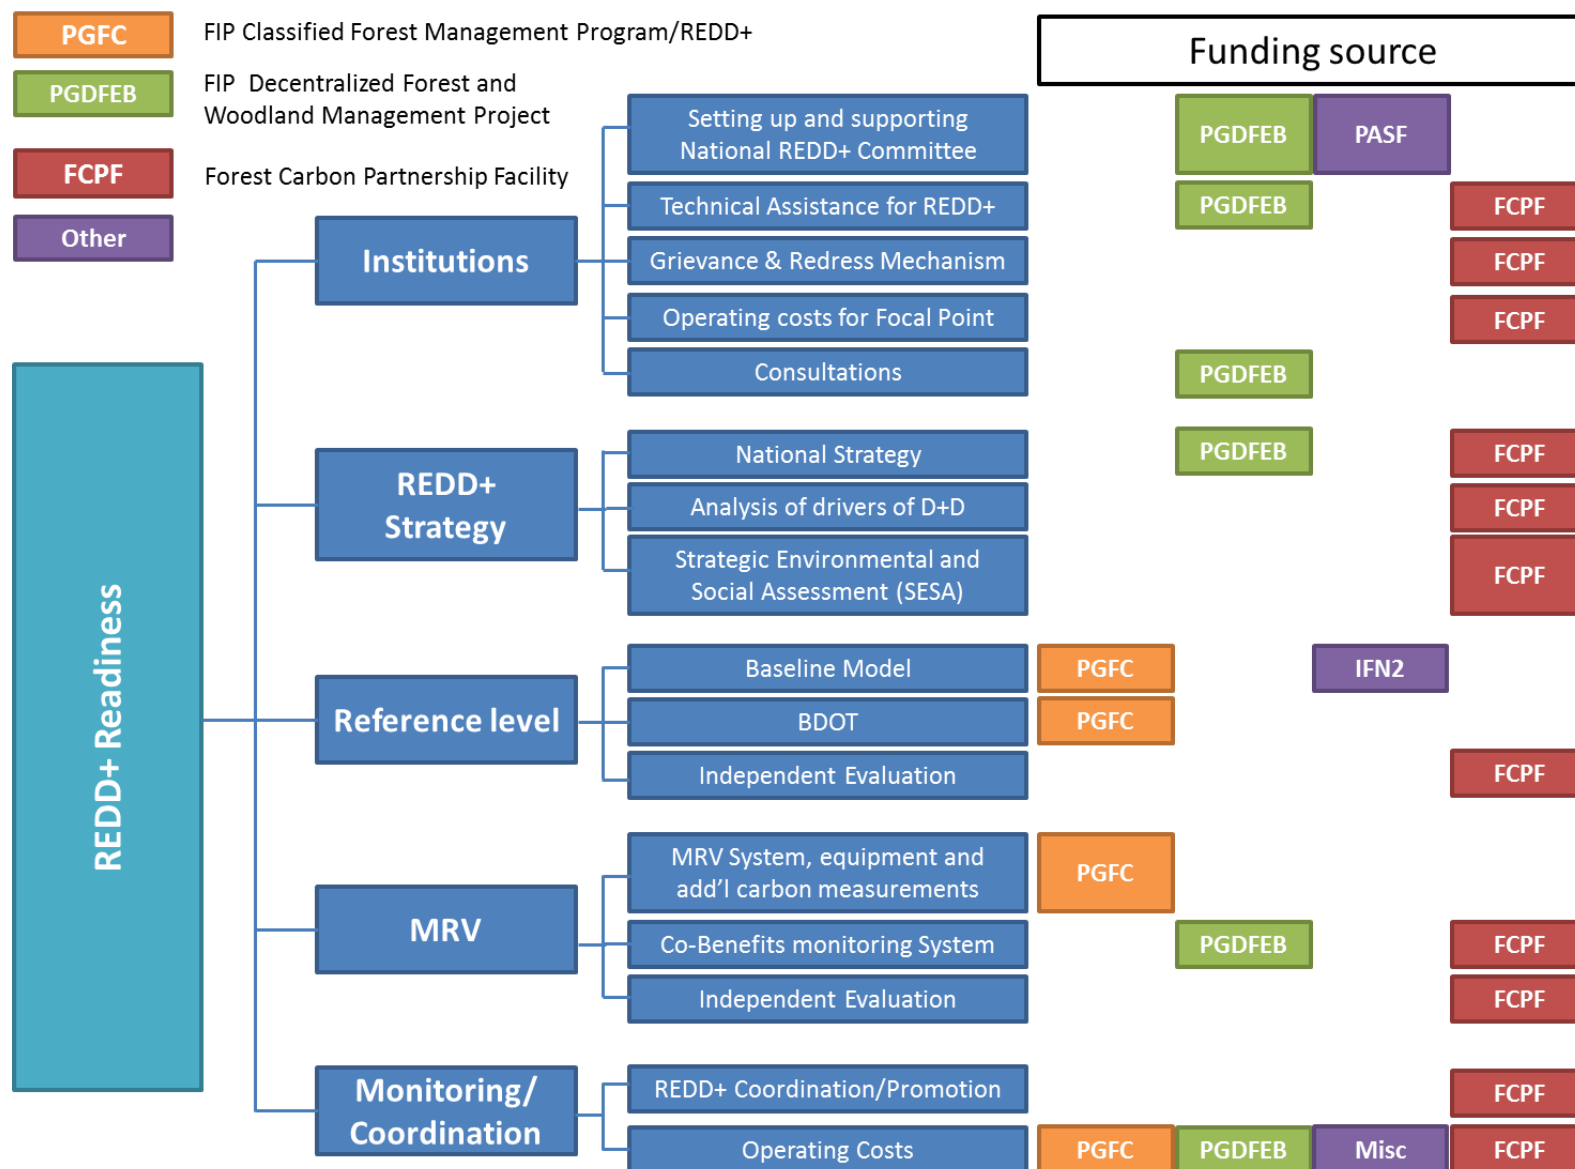 PGFC
FIP Classified Forest Management Program/REDD+
PGDFEB
FIP Decentralized Forest and
Woodland Management Project
FCPF
Forest Carbon Partnership Facility
Other
Funding source
REDD+ Readiness
Institutions
Setting up and supporting
National REDD+ Committee
PGDFEB
PASF
Technical Assistance for REDD+
PGDFEB
FCPF
Grievance & Redress Mechanism
FCPF
Operating costs for Focal Point
FCPF
Consultations
PGDFEB
REDD+
Strategy
National Strategy
PGDFEB
FCPF
Analysis of drivers of D+D
FCPF
Strategic Environmental and
Social Assessment (SESA)
FCPF
Reference level
Baseline Model
PGFC
IFN2
BDOT
PGFC
Independent Evaluation
FCPF
MRV
MRV System, equipment and
add’l carbon measurements
PGFC
Co-Benefits monitoring System
PGDFEB
FCPF
Independent Evaluation
FCPF
Monitoring/
Coordination
REDD+ Coordination/Promotion
FCPF
Operating Costs
PGFC
PGDFEB
Misc
FCPF